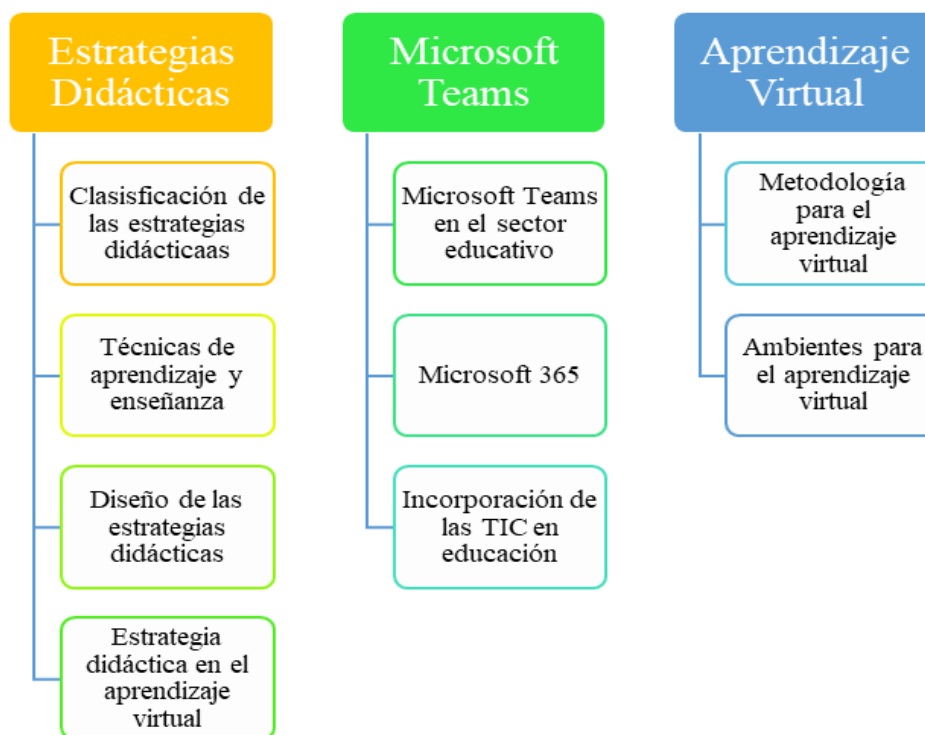 Estrategias
Didácticas
Clasisficación de
las estrategias
didácticaas
Técnicas de
aprendizaje y
enseñanza
Diseño de las
estrategias
didácticas
Estrategia
didáctica en el
aprendizaje
virtual
Microsoft
Teams
Microsoft Teams
en el sector
educativo
Microsoft 365
Incorporación de
las TIC en
educación
Aprendizaje
Virtual
Metodología
para el
aprendizaje
virtual
Ambientes para
el aprendizaje
virtual